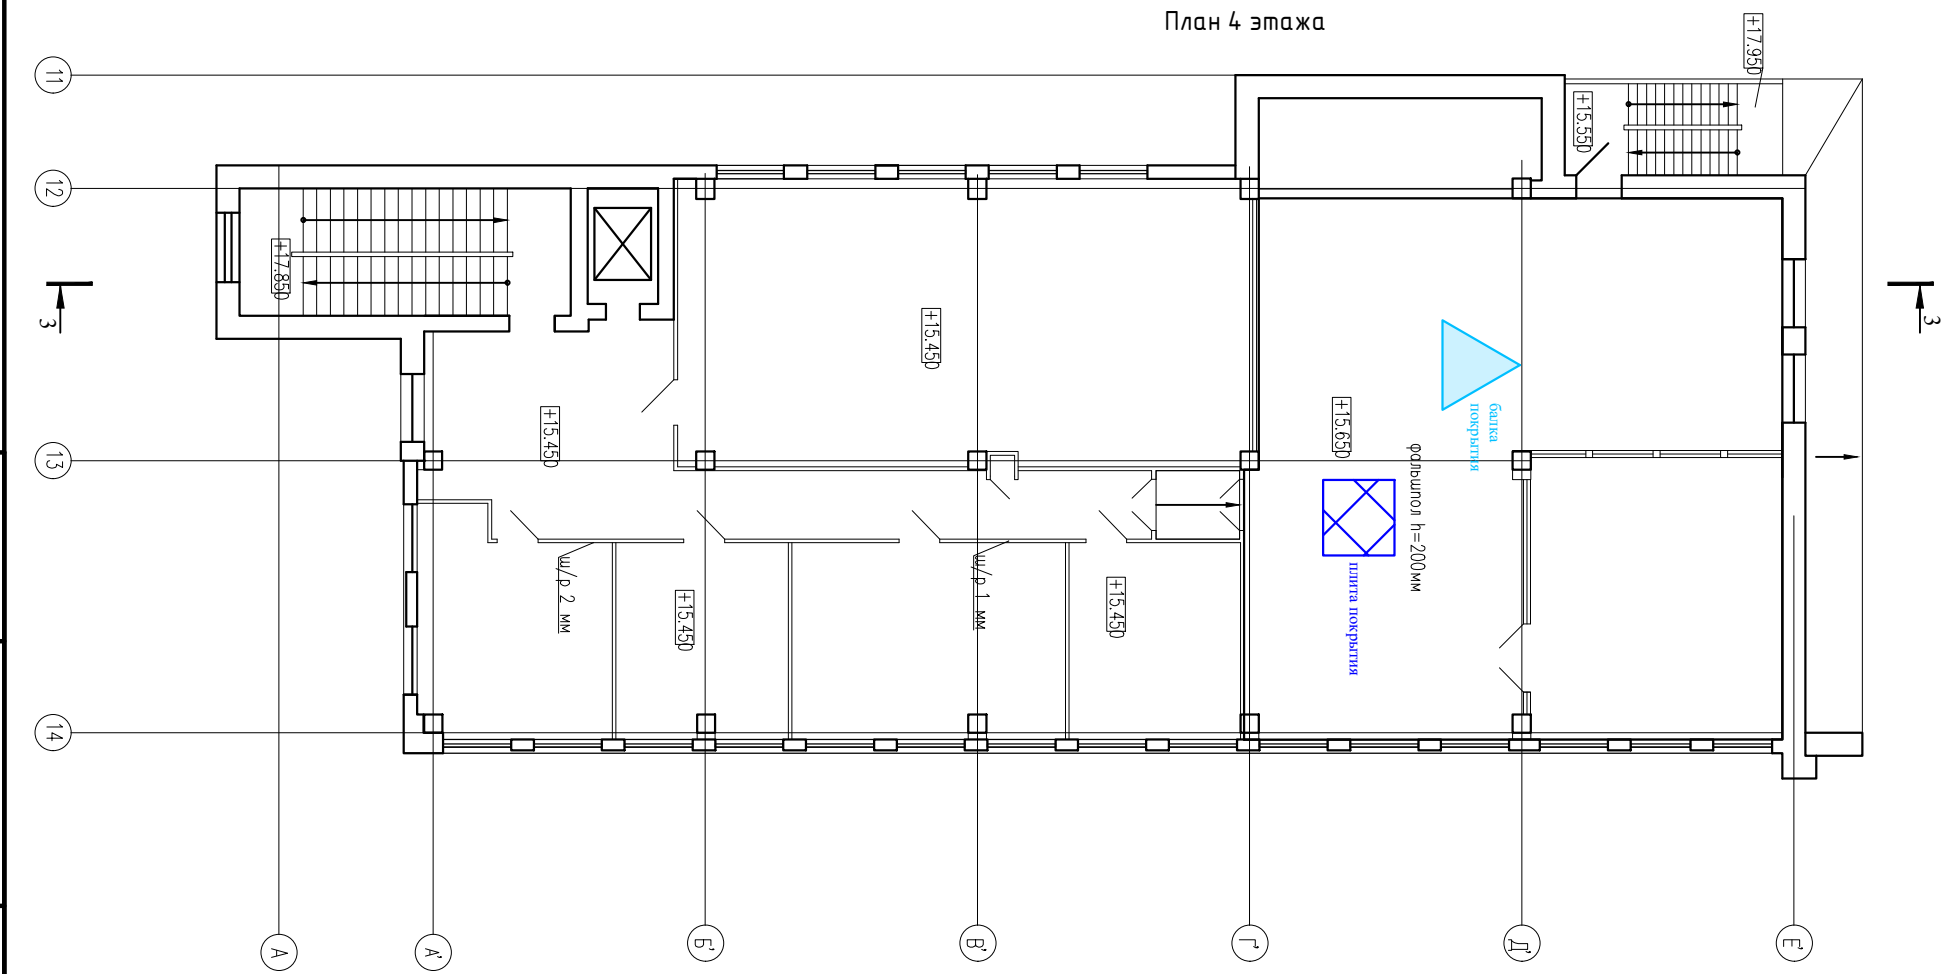 План 4 этажа
+17.950
11
+15.550
12
+17.850
3
3
+15.450
+15.450
+15.650
балка
покрытия
13
фальшпол h=200мм
плита покрытия
ш/р 2 мм
+15.450
ш/р 1 мм
+15.450
14
А
А'
Б'
В'
Г'
Д'
Е'